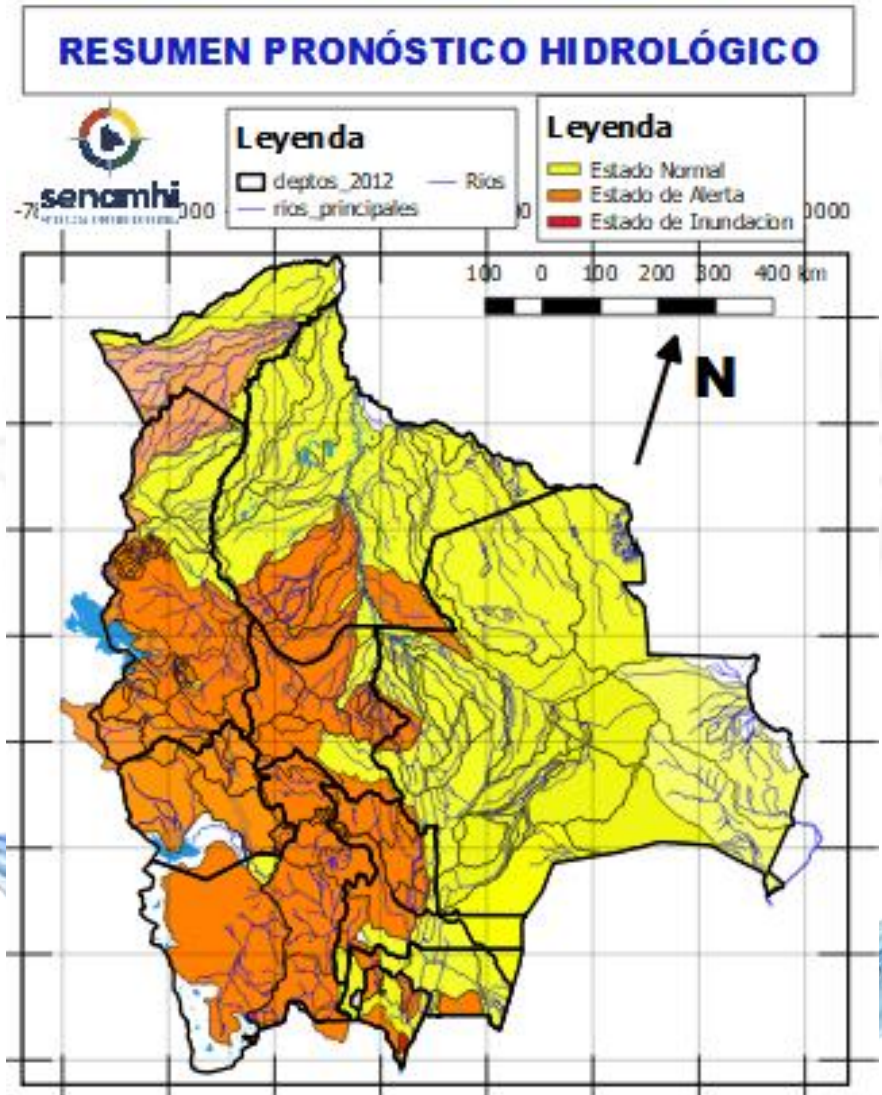 RESUMEN PRONÓSTICO HIDROLÓGICO
senamhi
Leyenda
deptos_2012
Rios
rios_principales
Leyenda
Estado Normal
Estado de Alerta
Estado de Inundacion
100 0 100 200 300 400 km
N